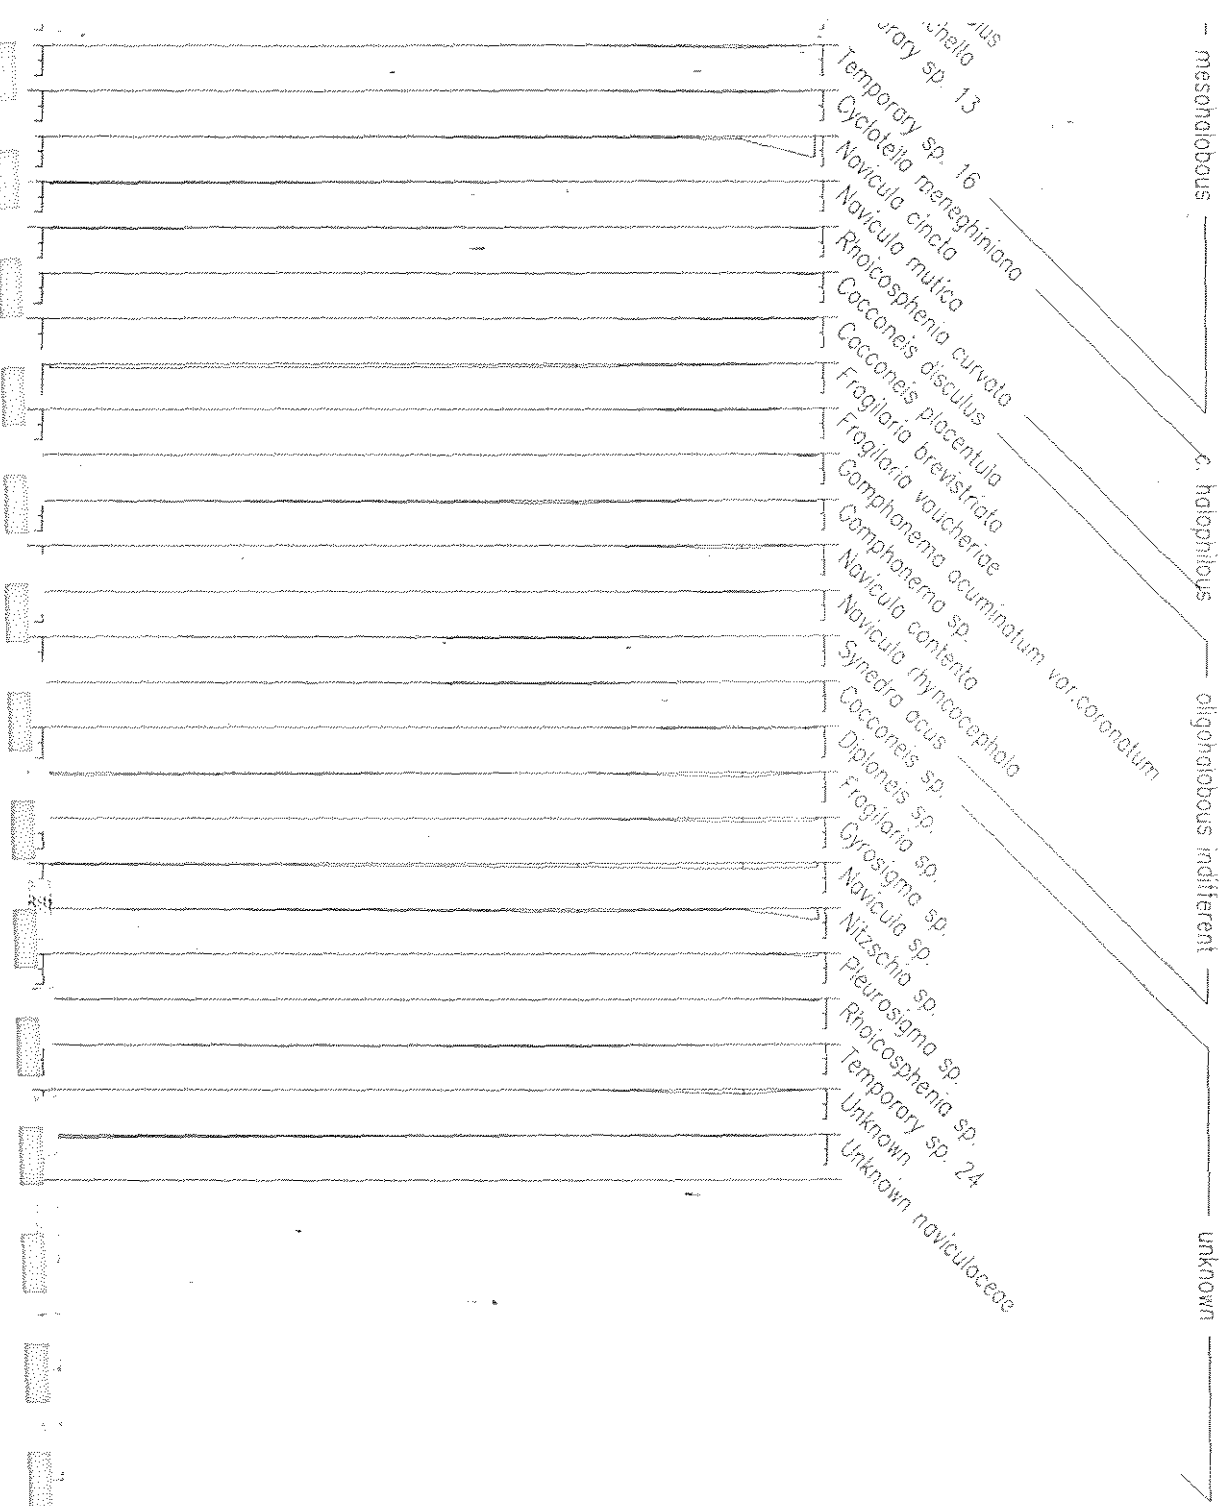 Temporary sp. 16
Cyclotella meneghiniana
Navicula cincta
Navicula mutica
Rhoicosphenia curvata
Cocconeis disculus
Cocconeis placentula
Fragilaria brevistriata
Fragilaria vaucheriae
Gomphonema acuminatum var.coronatum
Gomphonema sp.
Navicula contenta
Navicula rhyncocephala
Synedra acus
Cocconeis sp.
Diploneis sp.
Fragilaria sp.
Gyrosigma sp.
Navicula sp.
Nitzschia sp.
Pleurosigma sp.
Rhoicosphenia sp.
Temporary sp. 24
Unknown
Unknown naviculaceae
mesohalobous
c. halophilous
oligohalobous indifferent
unknown